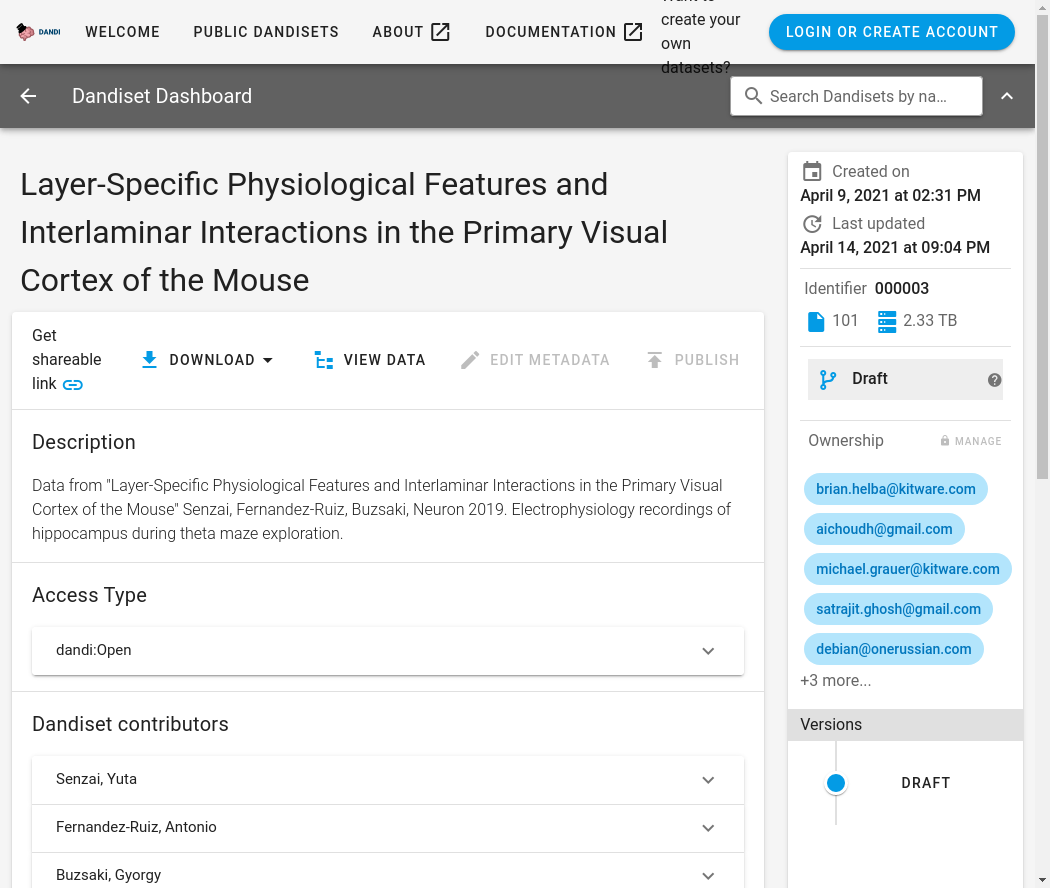 DANDI
WELCOME
PUBLIC DANDISETS
ABOUT
DOCUMENTATION
create your
own
datasets?
LOGIN OR CREATE ACCOUNT
Dandiset Dashboard
Search Dandisets by na…
Layer-Specific Physiological Features and
Interlaminar Interactions in the Primary Visual
Cortex of the Mouse
Get
shareable
link
DOWNLOAD
VIEW DATA
EDIT METADATA
PUBLISH
Description
Data from "Layer-Specific Physiological Features and Interlaminar Interactions in the Primary Visual
Cortex of the Mouse" Senzai, Fernandez-Ruiz, Buzsaki, Neuron 2019. Electrophysiology recordings of
hippocampus during theta maze exploration.
Access Type
dandi:Open
Dandiset contributors
Senzai, Yuta
Fernandez-Ruiz, Antonio
Buzsaki, Gyorgy
Created on
April 9, 2021 at 02:31 PM
Last updated
April 14, 2021 at 09:04 PM
Identifier 000003
101 2.33 TB
Draft
Ownership
MANAGE
brian.helba@kitware.com
aichoudh@gmail.com
michael.grauer@kitware.com
satrajit.ghosh@gmail.com
debian@onerussian.com
+3 more...
Versions
DRAFT